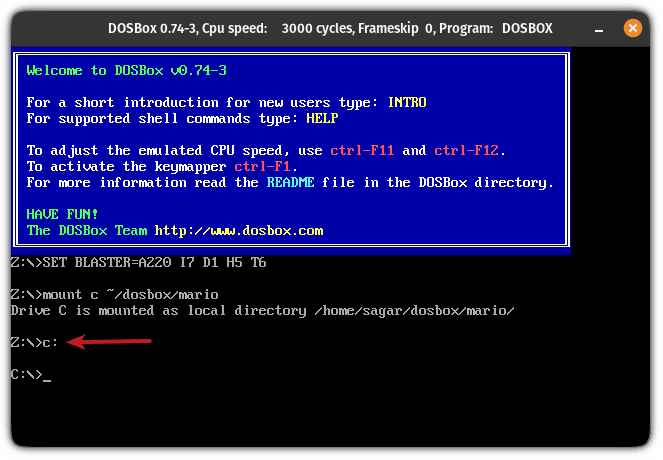 DOSBox 0.74-3, Cpu speed:    3000 cycles, Frameskip  0, Program:   DOSBOX
Welcome to DOSBox v0.74-3
For a short introduction for new users type: INTRO
For supported shell commands type: HELP
To adjust the emulated CPU speed, use ctrl-F11 and ctrl-F12.
To activate the keymapper ctrl-F1.
For more information read the README file in the DOSBox directory.
HAVE FUN!
The DOSBox Team http://www.dosbox.com
Z:\>SET BLASTER=A220 I7 D1 H5 T6
Z:\>mount c ~/dosbox/mario
Drive C is mounted as local directory /home/sagar/dosbox/mario/
Z:\>c:
C:\>_